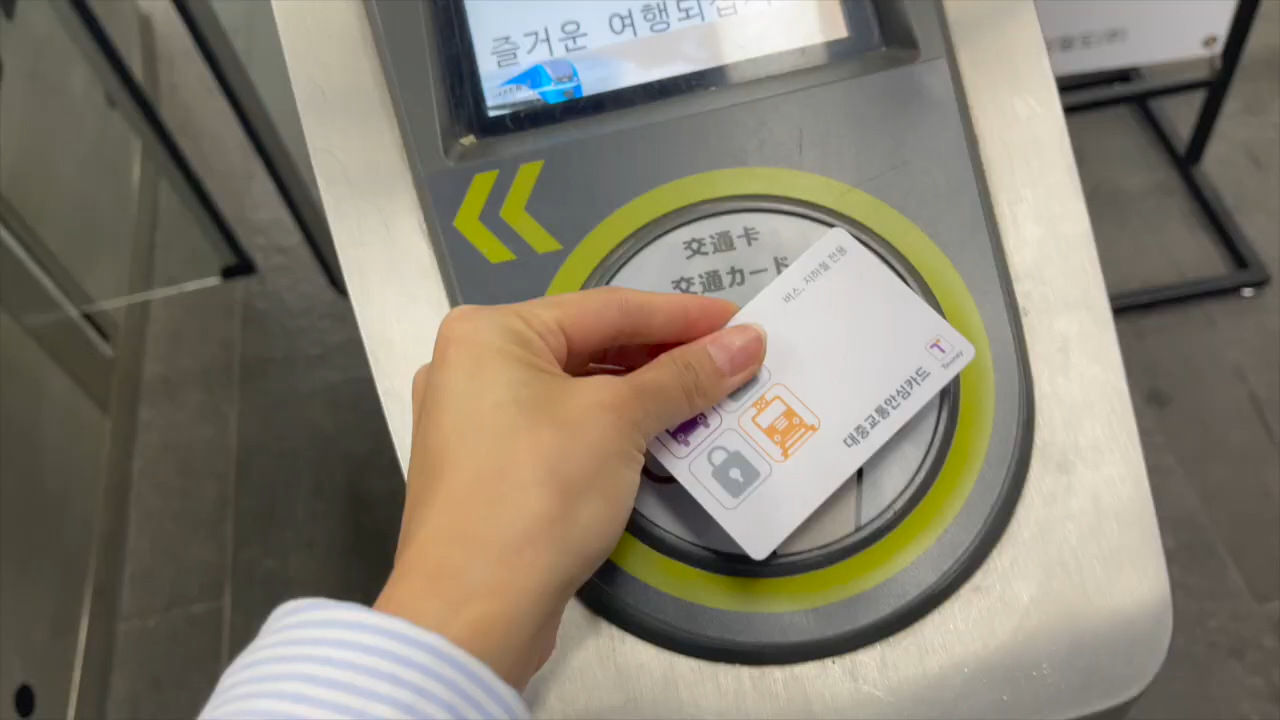 즐거운 여행되십시
交通卡
交通カード
버스, 지하철 전용
Tmoney
대중교통안심카드